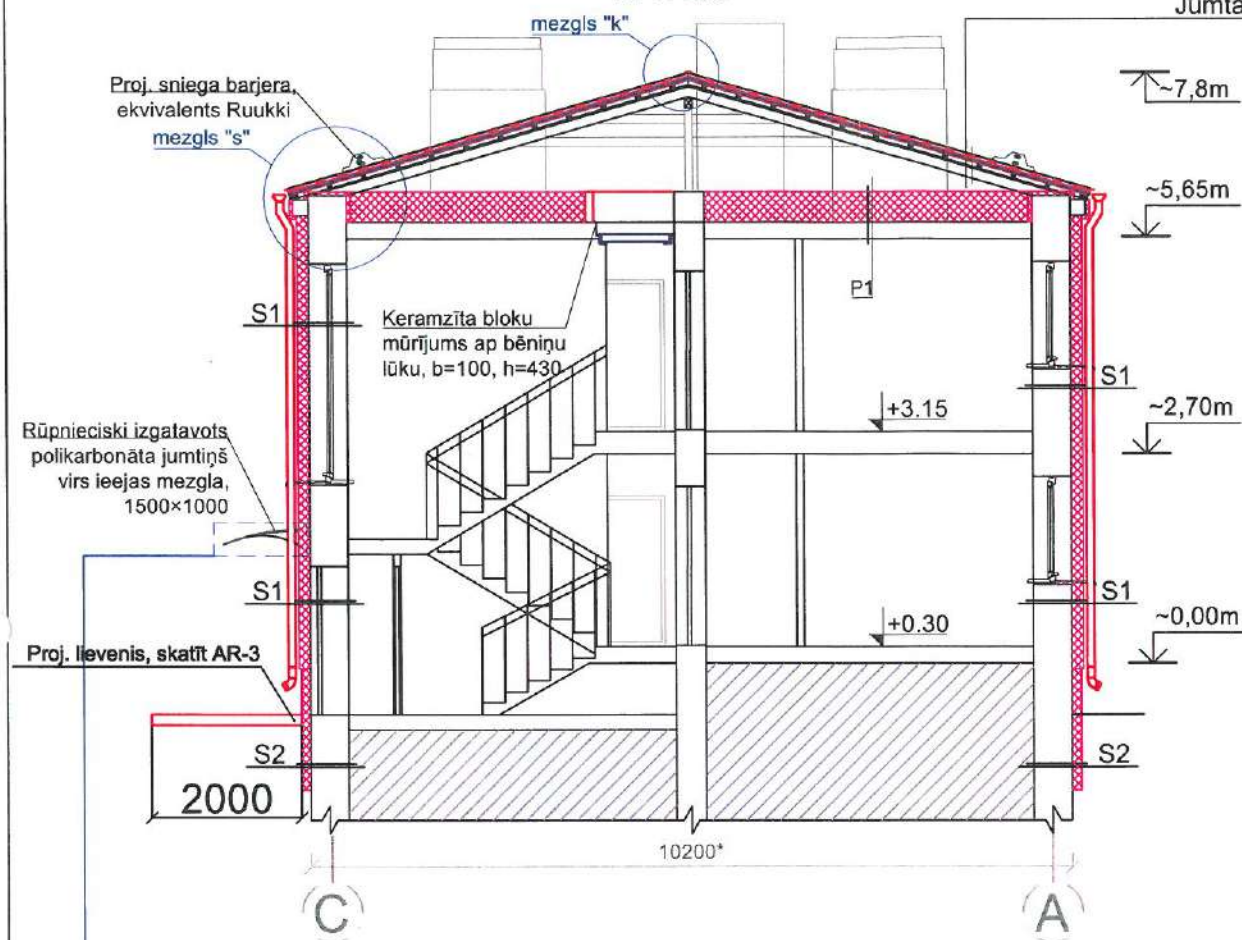 Jumta
mezgls "k"
Proj. sniega barjera,
ekvivalents Ruukki
mezgls "s"
~7,8m
~5,65m
S1
Keramzīta bloku
mūrījums ap bēniņu
lūku, b=100, h=430
P1
S1
+3.15
~2,70m
Rūpnieciski izgatavots
polikarbonāta jumtiņš
virs ieejas mezgla,
1500×1000
S1
S1
+0.30
~0,00m
Proj. lievenis, skatīt AR-3
S2
S2
2000
10200*
C
A